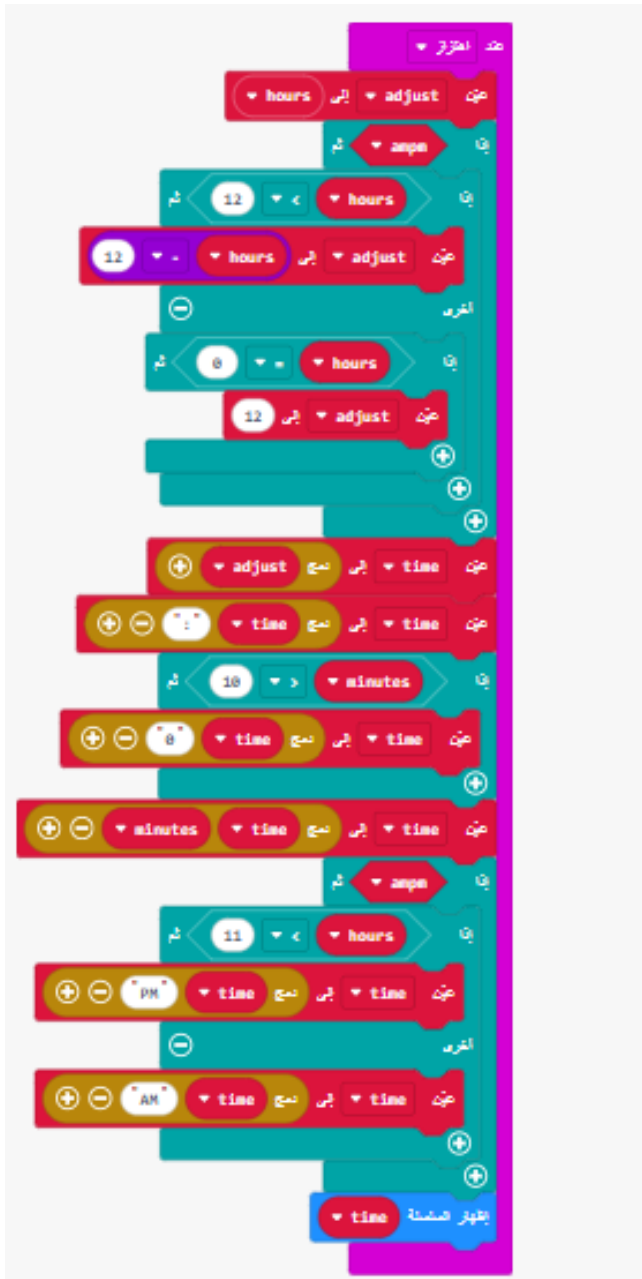 عند اهتزاز
عيّن adjust إلى hours
إذا ampm ثم
إذا hours < 12 ثم
عيّن adjust إلى hours - 12
اخرى
إذا hours = 0 ثم
عيّن adjust إلى 12
عيّن time إلى دمج adjust
عيّن time إلى دمج time ":"
إذا minutes > 10 ثم
عيّن time إلى دمج time "0"
عيّن time إلى دمج time minutes
إذا ampm ثم
إذا hours < 11 ثم
عيّن time إلى دمج time "PM"
اخرى
عيّن time إلى دمج time "AM"
إظهار السلسلة time